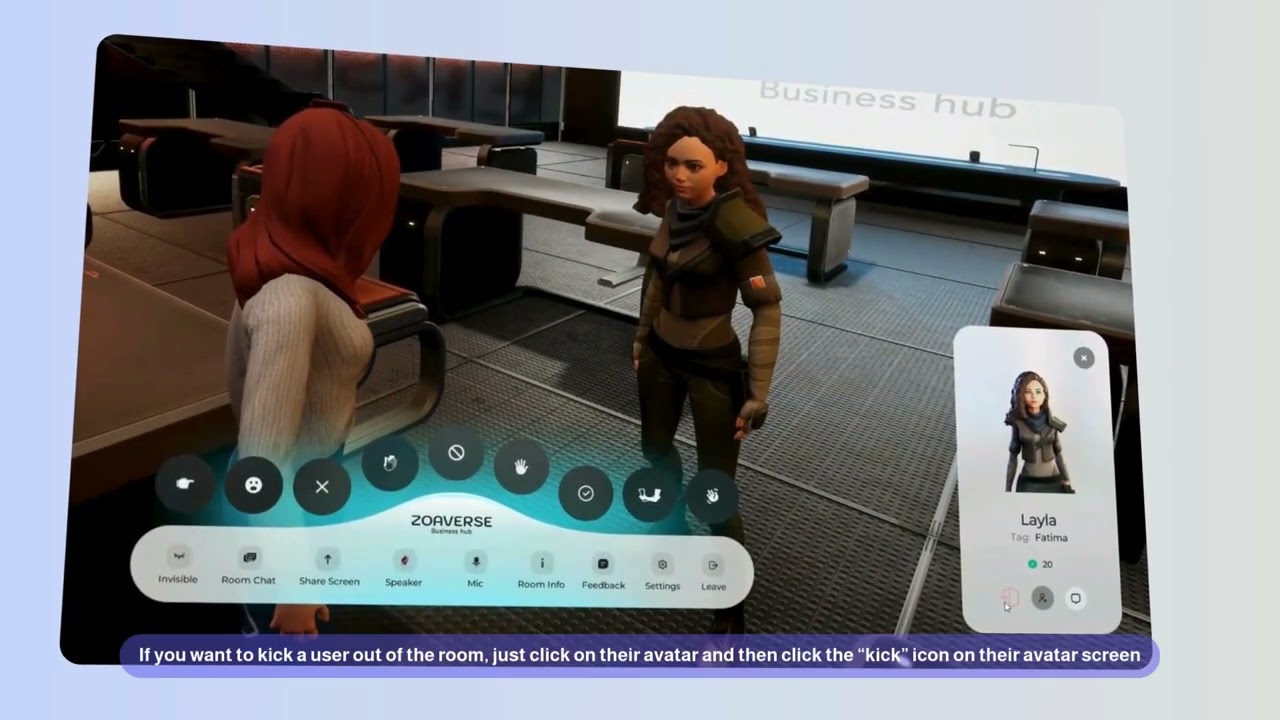 Business hub
Layla
Tag: Fatima
20
ZOAVERSE
Business hub
Invisible
Room Chat
Share Screen
Speaker
Mic
Room Info
Feedback
Settings
Leave
If you want to kick a user out of the room, just click on their avatar and then click the “kick” icon on their avatar screen